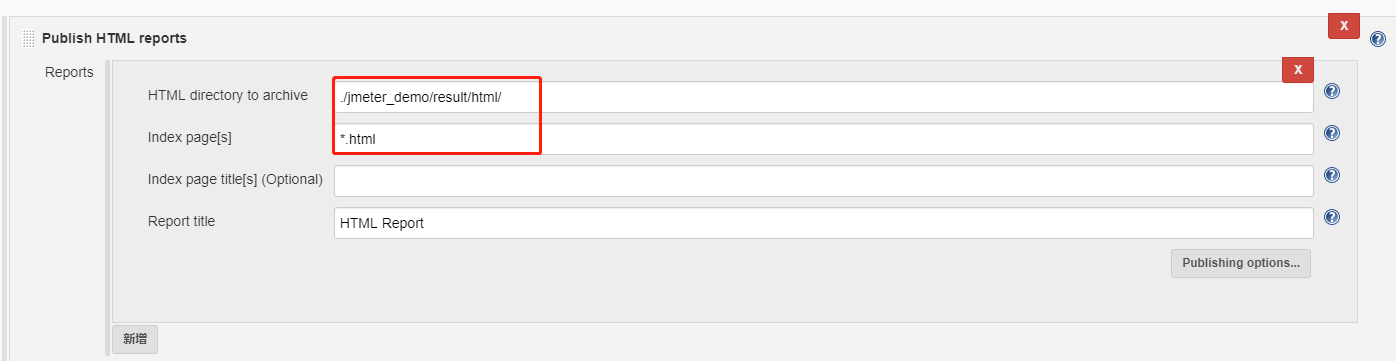 X
Publish HTML reports
Reports
X
HTML directory to archive
./jmeter_demo/result/html/
Index page[s]
*.html
Index page title[s] (Optional)
Report title
HTML Report
Publishing options...
新增